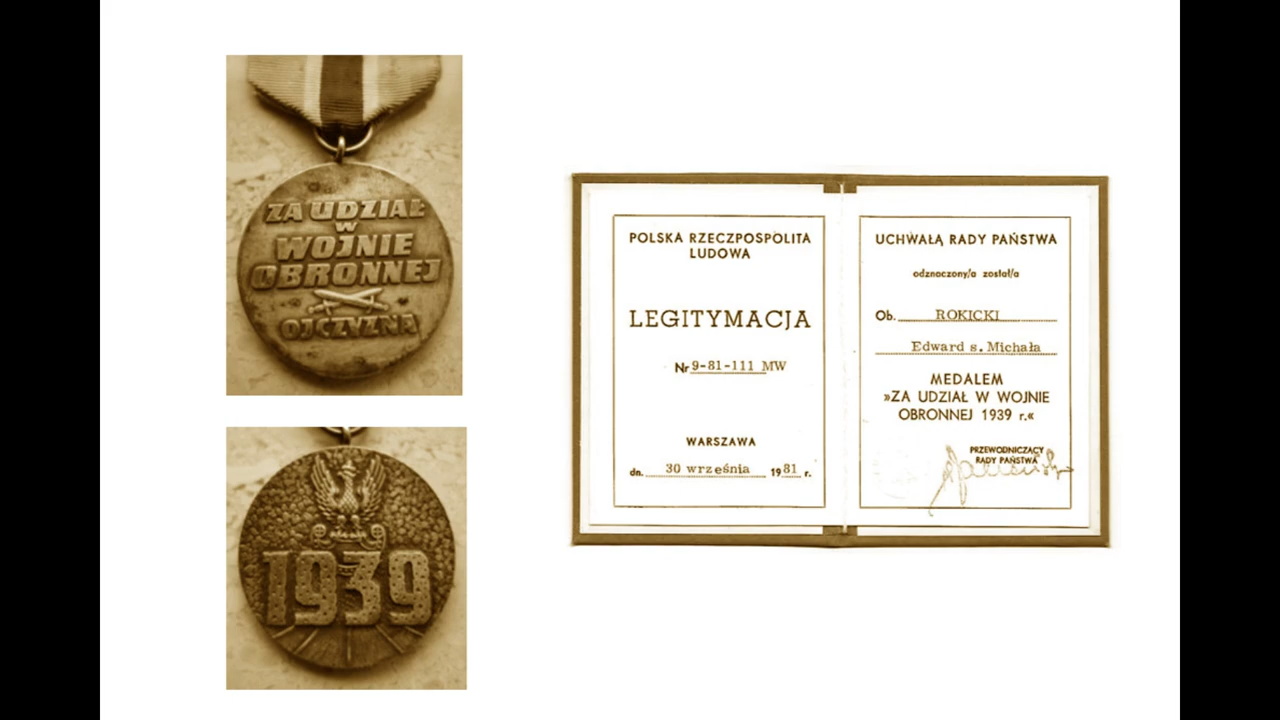 ZA UDZIAŁ
W
WOJNIE
OBRONNEJ
OJCZYZNA
1939
POLSKA RZECZPOSPOLITA
LUDOWA
LEGITYMACJA
Nr 9-81-111 MW
WARSZAWA
dn. 30 września 1981 r.
UCHWAŁĄ RADY PAŃSTWA
odznaczony/a został/a
Ob. ROKICKI
Edward s. Michała
MEDALEM
»ZA UDZIAŁ W WOJNIE
OBRONNEJ 1939 r.«
PRZEWODNICZĄCY
RADY PAŃSTWA